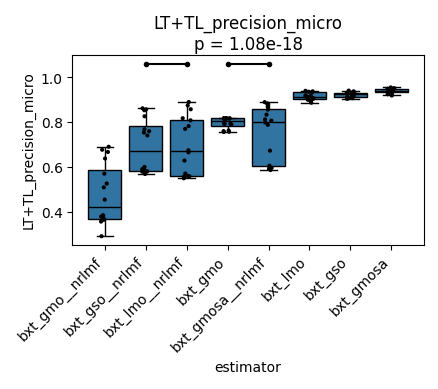 LT+TL_precision_micro
p = 1.08e-18
LT+TL_precision_micro
1.0
0.8
0.6
0.4
bxt_gmo__nrlmf
bxt_gso__nrlmf
bxt_lmo__nrlmf
bxt_gmo
bxt_gmosa__nrlmf
bxt_lmo
bxt_gso
bxt_gmosa
estimator